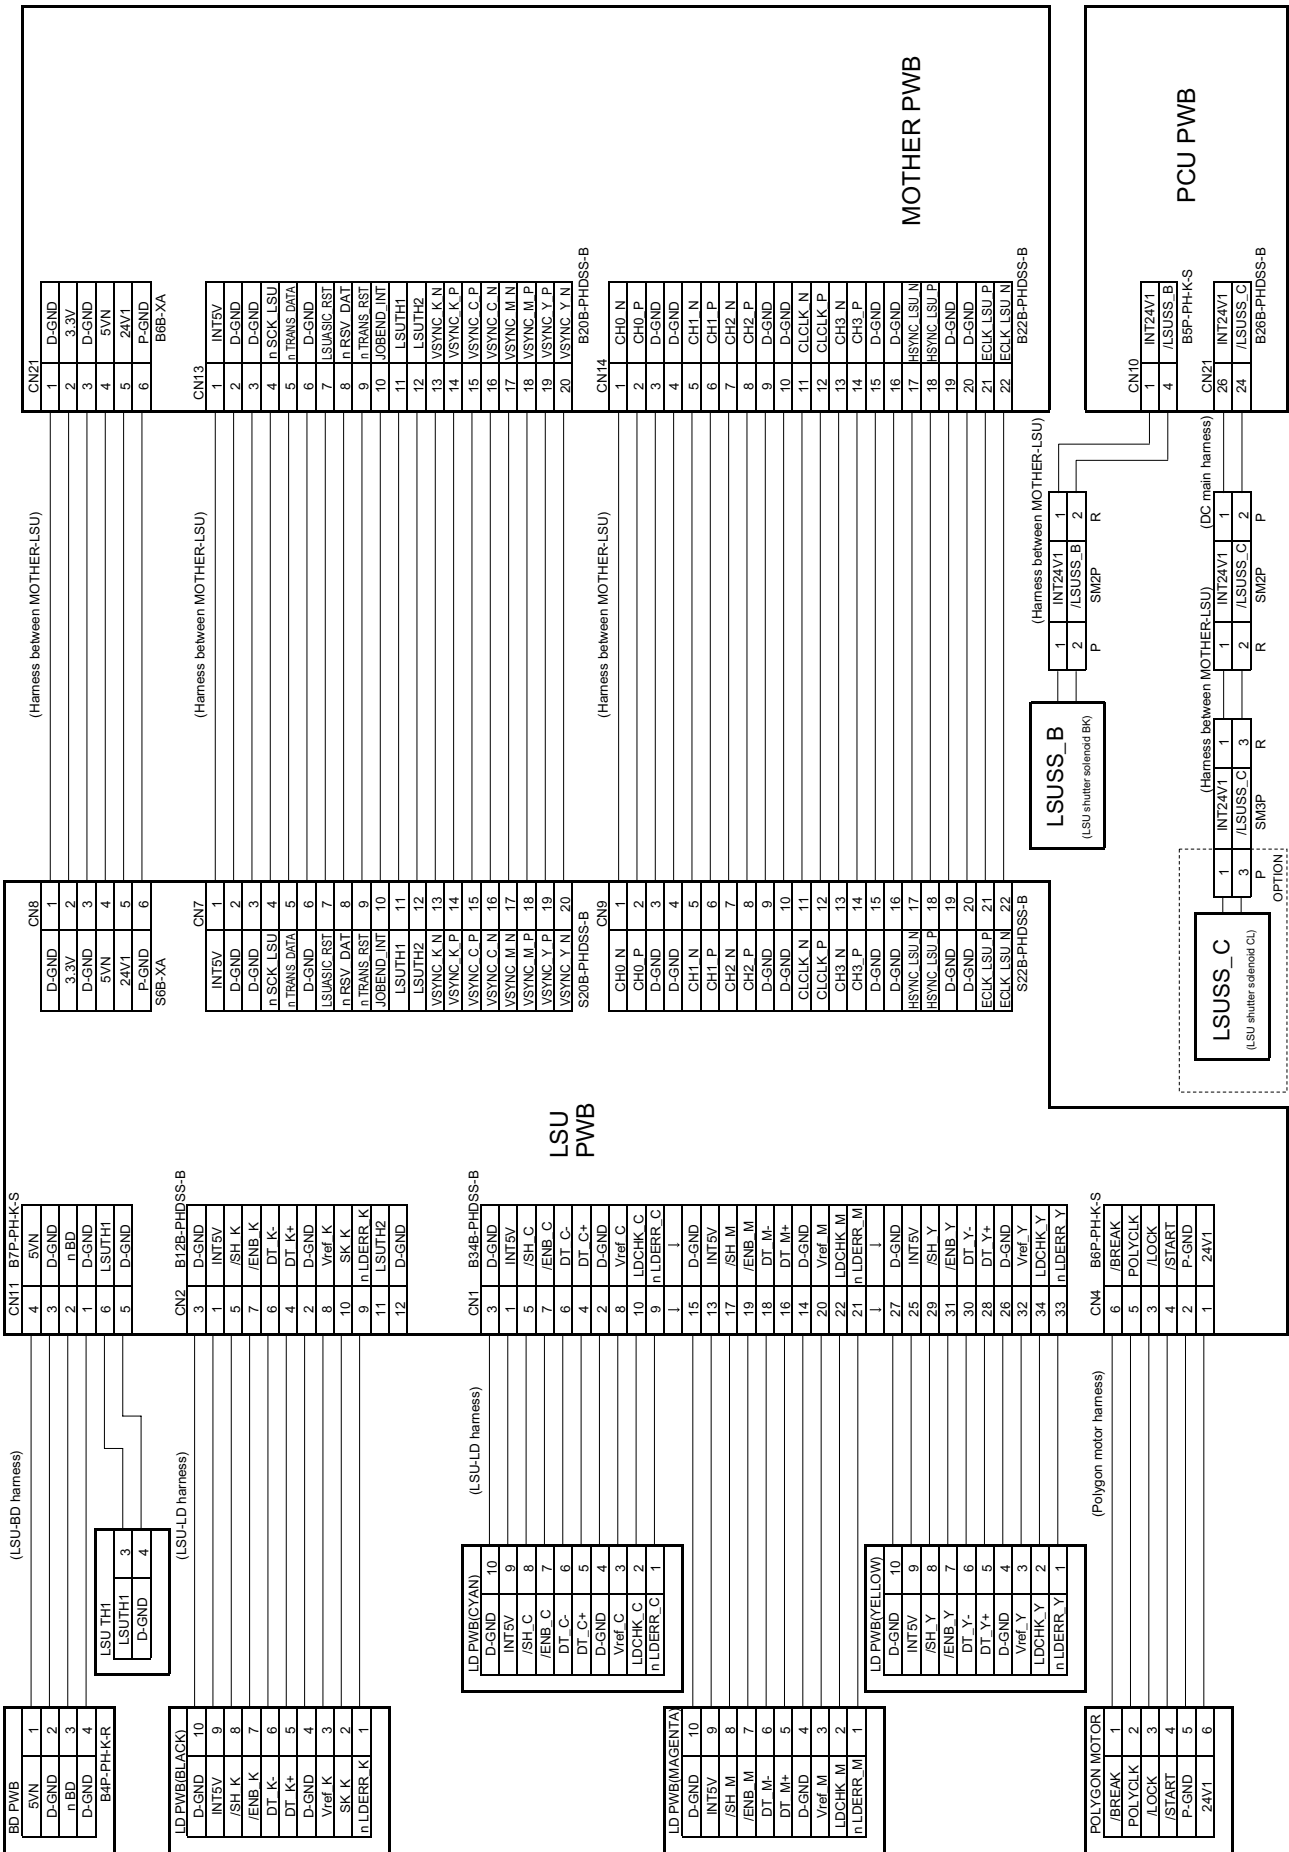 MOTHER PWB
CN21
1 D-GND
2 3.3V
3 D-GND
4 5VN
5 24V1
6 P-GND
B6B-XA
CN13
1 INT5V
2 D-GND
3 D-GND
4 n SCK_LSU
5 n TRANS_DATA
6 D-GND
7 LSUASIC_RST
8 n RSV_DAT
9 n TRANS_RST
10 JOBEND_INT
11 LSUTH1
12 LSUTH2
13 VSYNC_K_N
14 VSYNC_K_P
15 VSYNC_C_P
16 VSYNC_C_N
17 VSYNC_M_N
18 VSYNC_M_P
19 VSYNC_Y_P
20 VSYNC_Y_N
B20B-PHDSS-B
CN14
1 CH0_N
2 CH0_P
3 D-GND
4 D-GND
5 CH1_N
6 CH1_P
7 CH2_N
8 CH2_P
9 D-GND
10 D-GND
11 CLCLK_N
12 CLCLK_P
13 CH3_N
14 CH3_P
15 D-GND
16 D-GND
17 HSYNC_LSU_N
18 HSYNC_LSU_P
19 D-GND
20 D-GND
21 ECLK_LSU_P
22 ECLK_LSU_N
B22B-PHDSS-B
PCU PWB
CN10
1 INT24V1
4 /LSUSS_B
B5P-PH-K-S
CN21
26 INT24V1
24 /LSUSS_C
B26B-PHDSS-B
(Harness between MOTHER-LSU)
(Harness between MOTHER-LSU)
(Harness between MOTHER-LSU)
(Harness between MOTHER-LSU)
1 INT24V1 1
2 /LSUSS_B 2
P SM2P R
LSUSS_B
(LSU shutter solenoid BK)
(DC main harness)
1 INT24V1 1
2 /LSUSS_C 2
R SM2P P
(Harness between MOTHER-LSU)
1 INT24V1 1
3 /LSUSS_C 3
P SM3P R
OPTION
LSUSS_C
(LSU shutter solenoid CL)
LSU
PWB
CN8
D-GND 1
3.3V 2
D-GND 3
5VN 4
24V1 5
P-GND 6
S6B-XA
CN7
INT5V 1
D-GND 2
D-GND 3
n SCK_LSU 4
n TRANS_DATA 5
D-GND 6
LSUASIC_RST 7
n RSV_DAT 8
n TRANS_RST 9
JOBEND_INT 10
LSUTH1 11
LSUTH2 12
VSYNC_K_N 13
VSYNC_K_P 14
VSYNC_C_P 15
VSYNC_C_N 16
VSYNC_M_N 17
VSYNC_M_P 18
VSYNC_Y_P 19
VSYNC_Y_N 20
S20B-PHDSS-B
CN9
CH0_N 1
CH0_P 2
D-GND 3
D-GND 4
CH1_N 5
CH1_P 6
CH2_N 7
CH2_P 8
D-GND 9
D-GND 10
CLCLK_N 11
CLCLK_P 12
CH3_N 13
CH3_P 14
D-GND 15
D-GND 16
HSYNC_LSU_N 17
HSYNC_LSU_P 18
D-GND 19
D-GND 20
ECLK_LSU_P 21
ECLK_LSU_N 22
S22B-PHDSS-B
CN11 B7P-PH-K-S
4 5VN
3 D-GND
2 n BD
1 D-GND
6 LSUTH1
5 D-GND
CN2 B12B-PHDSS-B
3 D-GND
1 INT5V
5 /SH_K
7 /ENB_K
6 DT_K-
4 DT_K+
2 D-GND
8 Vref_K
10 SK_K
9 n LDERR_K
11 LSUTH2
12 D-GND
CN1 B34B-PHDSS-B
3 D-GND
1 INT5V
5 /SH_C
7 /ENB_C
6 DT_C-
4 DT_C+
2 D-GND
8 Vref_C
10 LDCHK_C
9 n LDERR_C
↓ ↓
15 D-GND
13 INT5V
17 /SH_M
19 /ENB_M
18 DT_M-
16 DT_M+
14 D-GND
20 Vref_M
22 LDCHK_M
21 n LDERR_M
↓ ↓
27 D-GND
25 INT5V
29 /SH_Y
31 /ENB_Y
30 DT_Y-
28 DT_Y+
26 D-GND
32 Vref_Y
34 LDCHK_Y
33 n LDERR_Y
CN4 B6P-PH-K-S
6 /BREAK
5 POLYCLK
3 /LOCK
4 /START
2 P-GND
1 24V1
(LSU-BD harness)
(LSU-LD harness)
(LSU-LD harness)
(Polygon motor harness)
BD PWB
5VN 1
D-GND 2
n BD 3
D-GND 4
B4P-PH-K-R
LSU TH1
LSUTH1 3
D-GND 4
LD PWB(BLACK)
D-GND 10
INT5V 9
/SH_K 8
/ENB_K 7
DT_K- 6
DT_K+ 5
D-GND 4
Vref_K 3
SK_K 2
n LDERR_K 1
LD PWB(CYAN)
D-GND 10
INT5V 9
/SH_C 8
/ENB_C 7
DT_C- 6
DT_C+ 5
D-GND 4
Vref_C 3
LDCHK_C 2
n LDERR_C 1
LD PWB(MAGENTA)
D-GND 10
INT5V 9
/SH_M 8
/ENB_M 7
DT_M- 6
DT_M+ 5
D-GND 4
Vref_M 3
LDCHK_M 2
n LDERR_M 1
LD PWB(YELLOW)
D-GND 10
INT5V 9
/SH_Y 8
/ENB_Y 7
DT_Y- 6
DT_Y+ 5
D-GND 4
Vref_Y 3
LDCHK_Y 2
n LDERR_Y 1
POLYGON MOTOR
/BREAK 1
POLYCLK 2
/LOCK 3
/START 4
P-GND 5
24V1 6